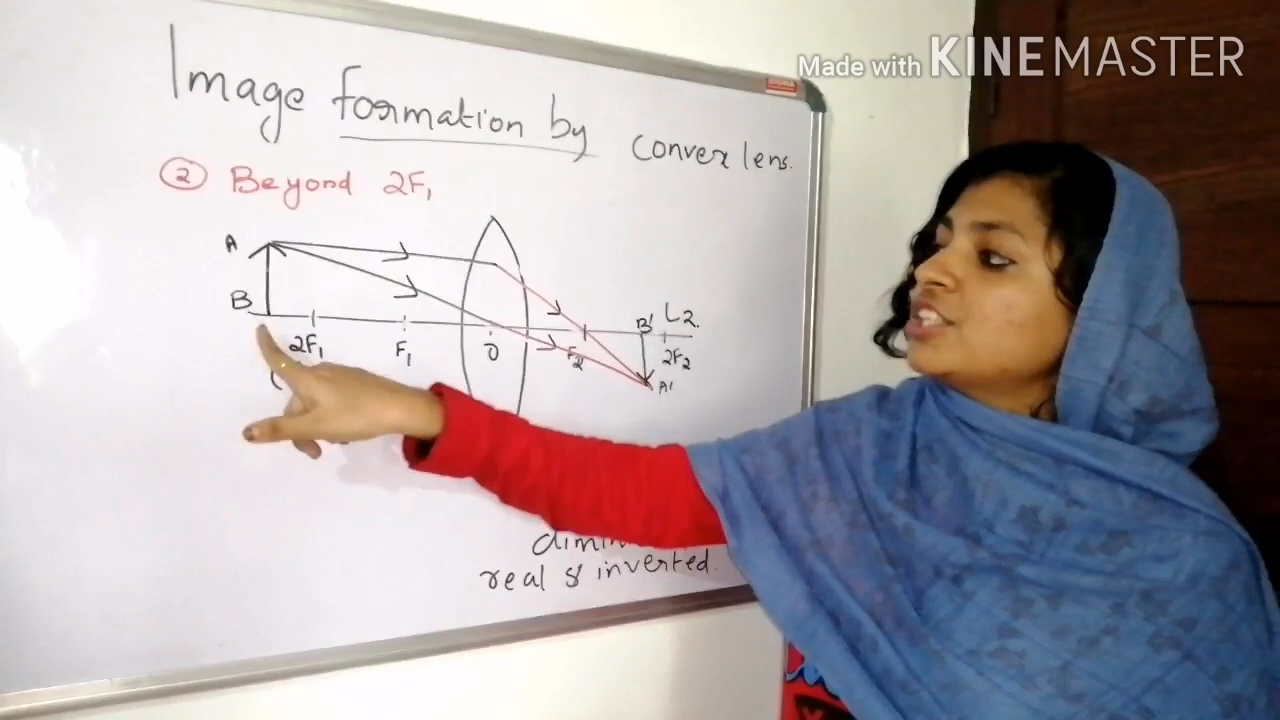 Made with KINEMASTER
Image formation by convex lens.
② Beyond 2F₁
A
B
2F₁ F₁ O F₂ B' L2.
2F₂
A'
real & inverted.